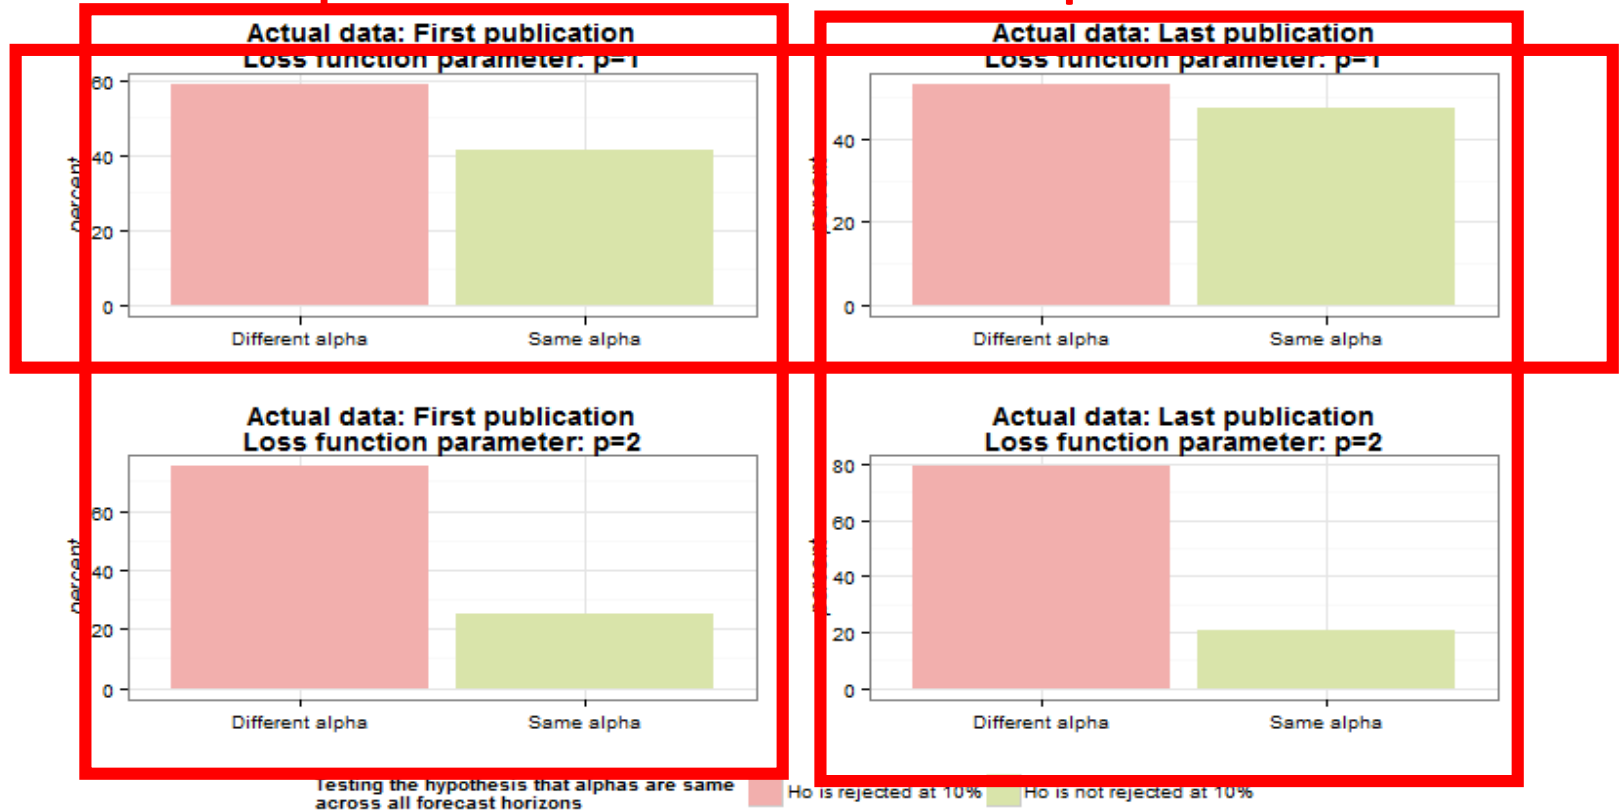 Actual data: First publication
Loss function parameter: p=1
percent
60
40
20
0
Different alpha
Same alpha
Actual data: Last publication
Loss function parameter: p=1
percent
40
20
0
Different alpha
Same alpha
Actual data: First publication
Loss function parameter: p=2
percent
60
40
20
0
Different alpha
Same alpha
Actual data: Last publication
Loss function parameter: p=2
percent
80
60
40
20
0
Different alpha
Same alpha
Testing the hypothesis that alphas are same
across all forecast horizons
Ho is rejected at 10%
Ho is not rejected at 10%